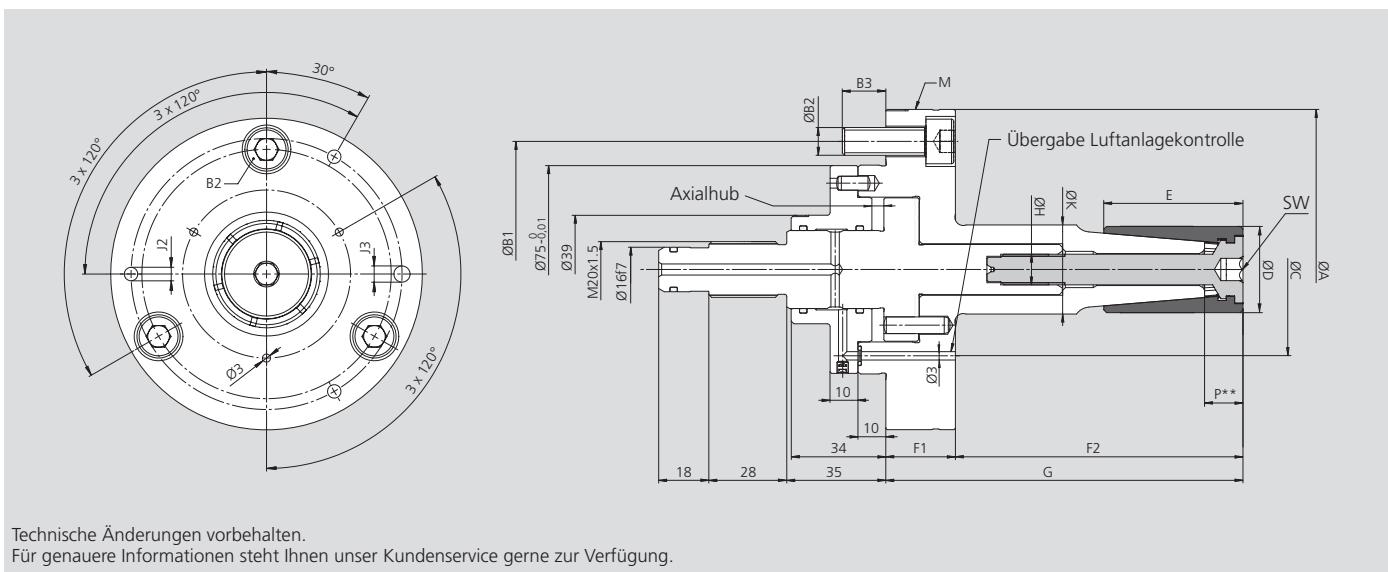 30°
3 x 120°
3 x 120°
3 x 120°
B2
J2
J3
Ø3
B3
M
ØB2
Übergabe Luftanlagekontrolle
Axialhub
ØB1
Ø75-0,01 0
Ø39
M20x1.5
Ø16f7
ØH
ØK
E
SW
ØD
ØC
ØA
Ø3
P**
10
10
34
F1
F2
18
28
35
G
Technische Änderungen vorbehalten.
Für genauere Informationen steht Ihnen unser Kundenservice gerne zur Verfügung.